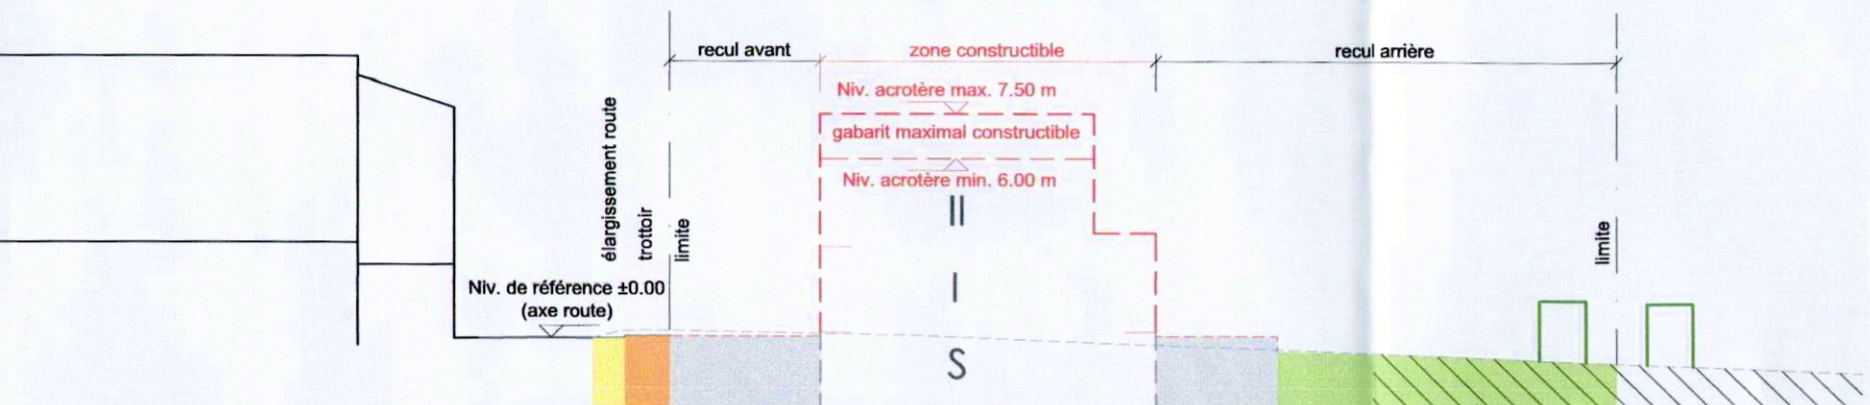 recul avant
zone constructible
recul arrière
Niv. acrotère max. 7.50 m
gabarit maximal constructible
Niv. acrotère min. 6.00 m
II
I
S
élargissement route
trottoir
limite
Niv. de référence ±0.00
(axe route)
limite